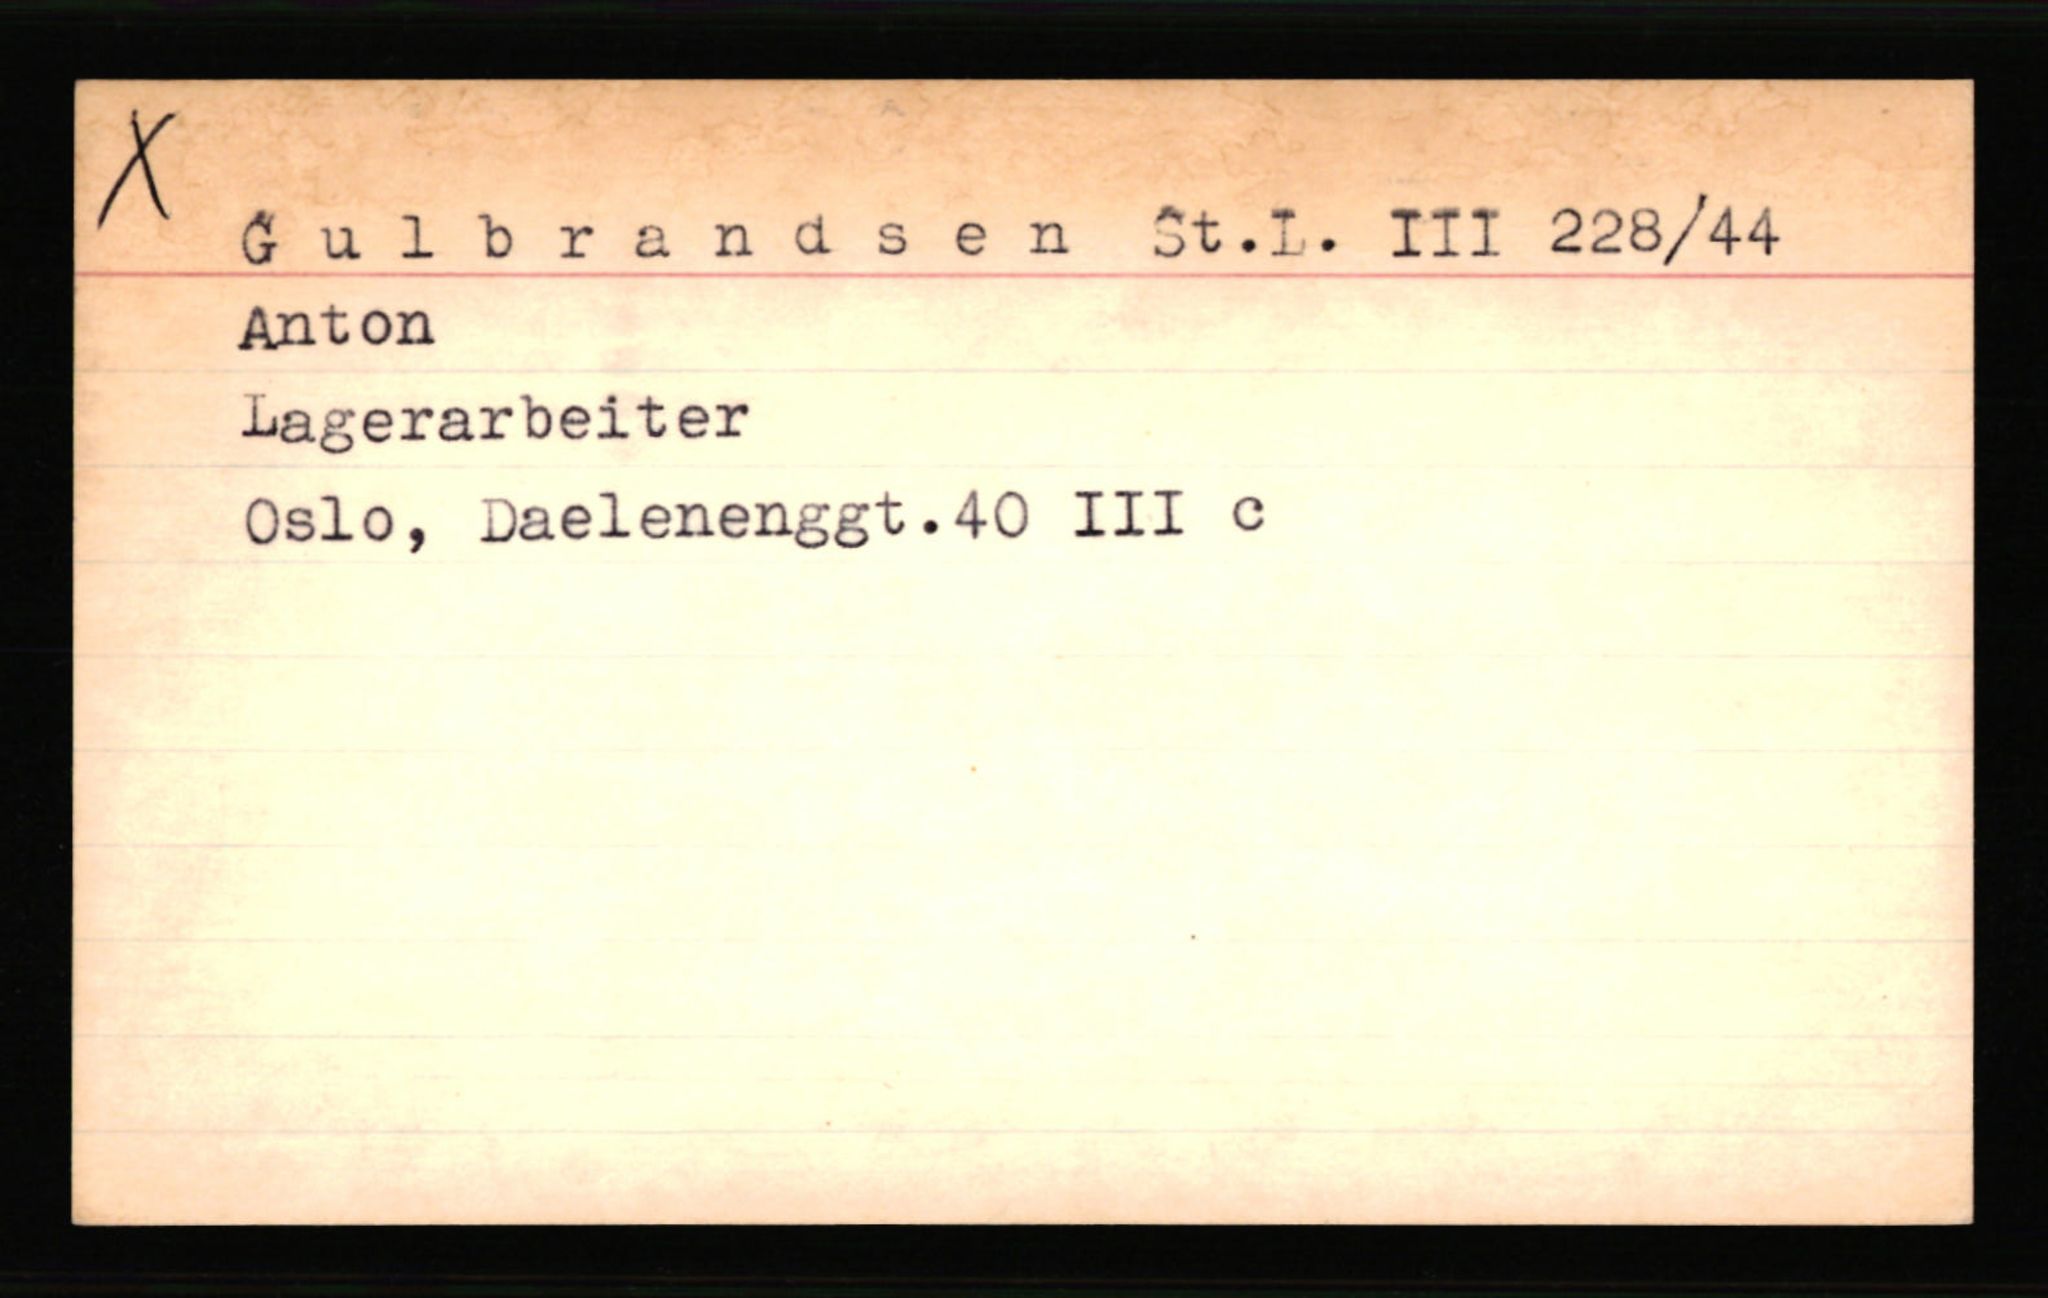 X
G u l b r a n d s e n St.L. III 228/44
Anton
Lagerarbeiter
Oslo, Daelenenggt.40 III c